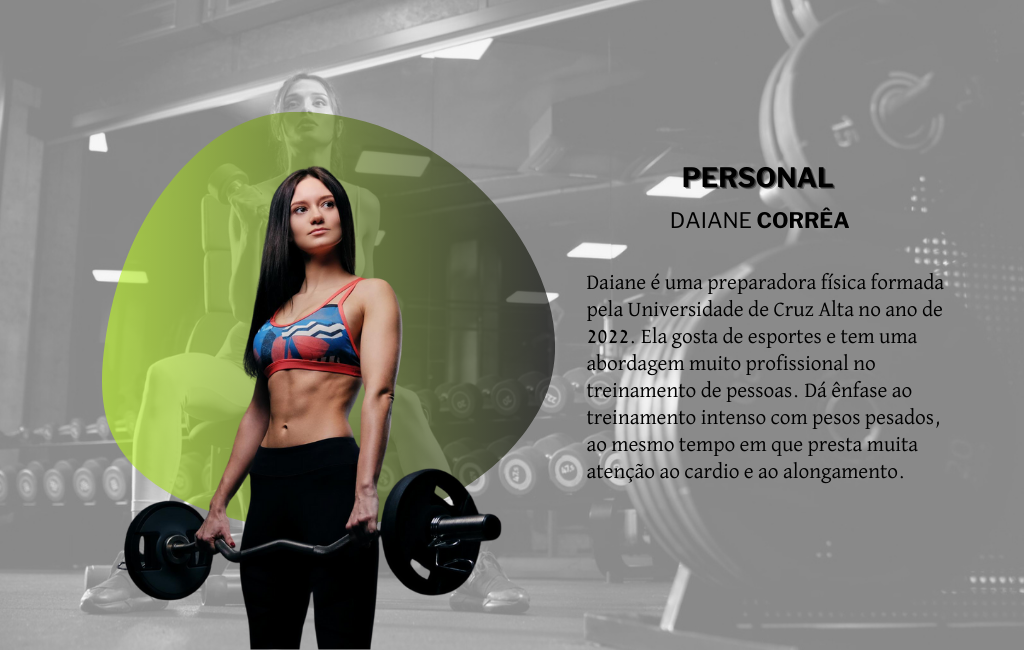 PERSONAL
DAIANE CORRÊA
Daiane é uma preparadora física formada
pela Universidade de Cruz Alta no ano de
2022. Ela gosta de esportes e tem uma
abordagem muito profissional no
treinamento de pessoas. Dá ênfase ao
treinamento intenso com pesos pesados,
ao mesmo tempo em que presta muita
atenção ao cardio e ao alongamento.
15